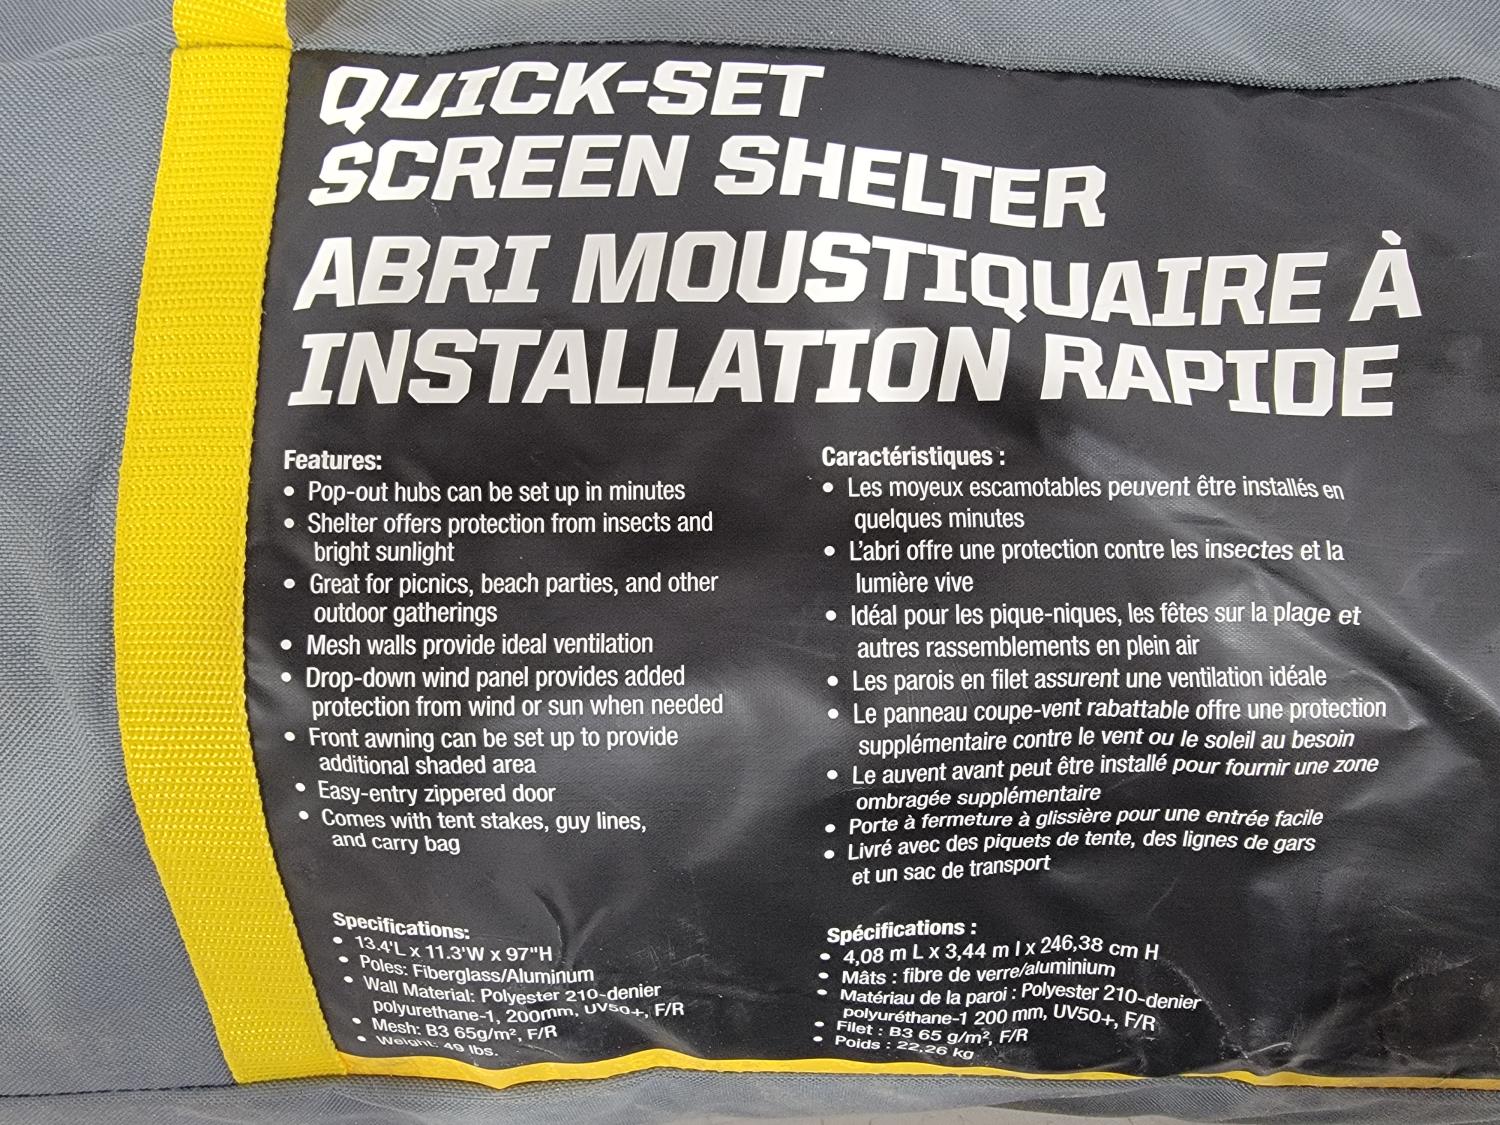 QUICK-SET
SCREEN SHELTER
ABRI MOUSTIQUAIRE À
INSTALLATION RAPIDE
Features:
• Pop-out hubs can be set up in minutes
• Shelter offers protection from insects and
bright sunlight
• Great for picnics, beach parties, and other
outdoor gatherings
• Mesh walls provide ideal ventilation
• Drop-down wind panel provides added
protection from wind or sun when needed
• Front awning can be set up to provide
additional shaded area
• Easy-entry zippered door
• Comes with tent stakes, guy lines,
and carry bag
Specifications:
• 13.4'L x 11.3'W x 97"H
• Poles: Fiberglass/Aluminum
• Wall Material: Polyester 210-denier
polyurethane-1, 200mm, UV50+, F/R
• Mesh: B3 65g/m², F/R
• Weight: 49 lbs.
Caractéristiques :
• Les moyeux escamotables peuvent être installés en
quelques minutes
• L'abri offre une protection contre les insectes et la
lumière vive
• Idéal pour les pique-niques, les fêtes sur la plage et
autres rassemblements en plein air
• Les parois en filet assurent une ventilation idéale
• Le panneau coupe-vent rabattable offre une protection
supplémentaire contre le vent ou le soleil au besoin
• Le auvent avant peut être installé pour fournir une zone
ombragée supplémentaire
• Porte à fermeture à glissière pour une entrée facile
• Livré avec des piquets de tente, des lignes de gars
et un sac de transport
Spécifications :
• 4,08 m L x 3,44 m l x 246,38 cm H
• Mâts : fibre de verre/aluminium
• Matériau de la paroi : Polyester 210-denier
polyuréthane-1 200 mm, UV50+, F/R
• Filet : B3 65 g/m², F/R
• Poids : 22,26 kg